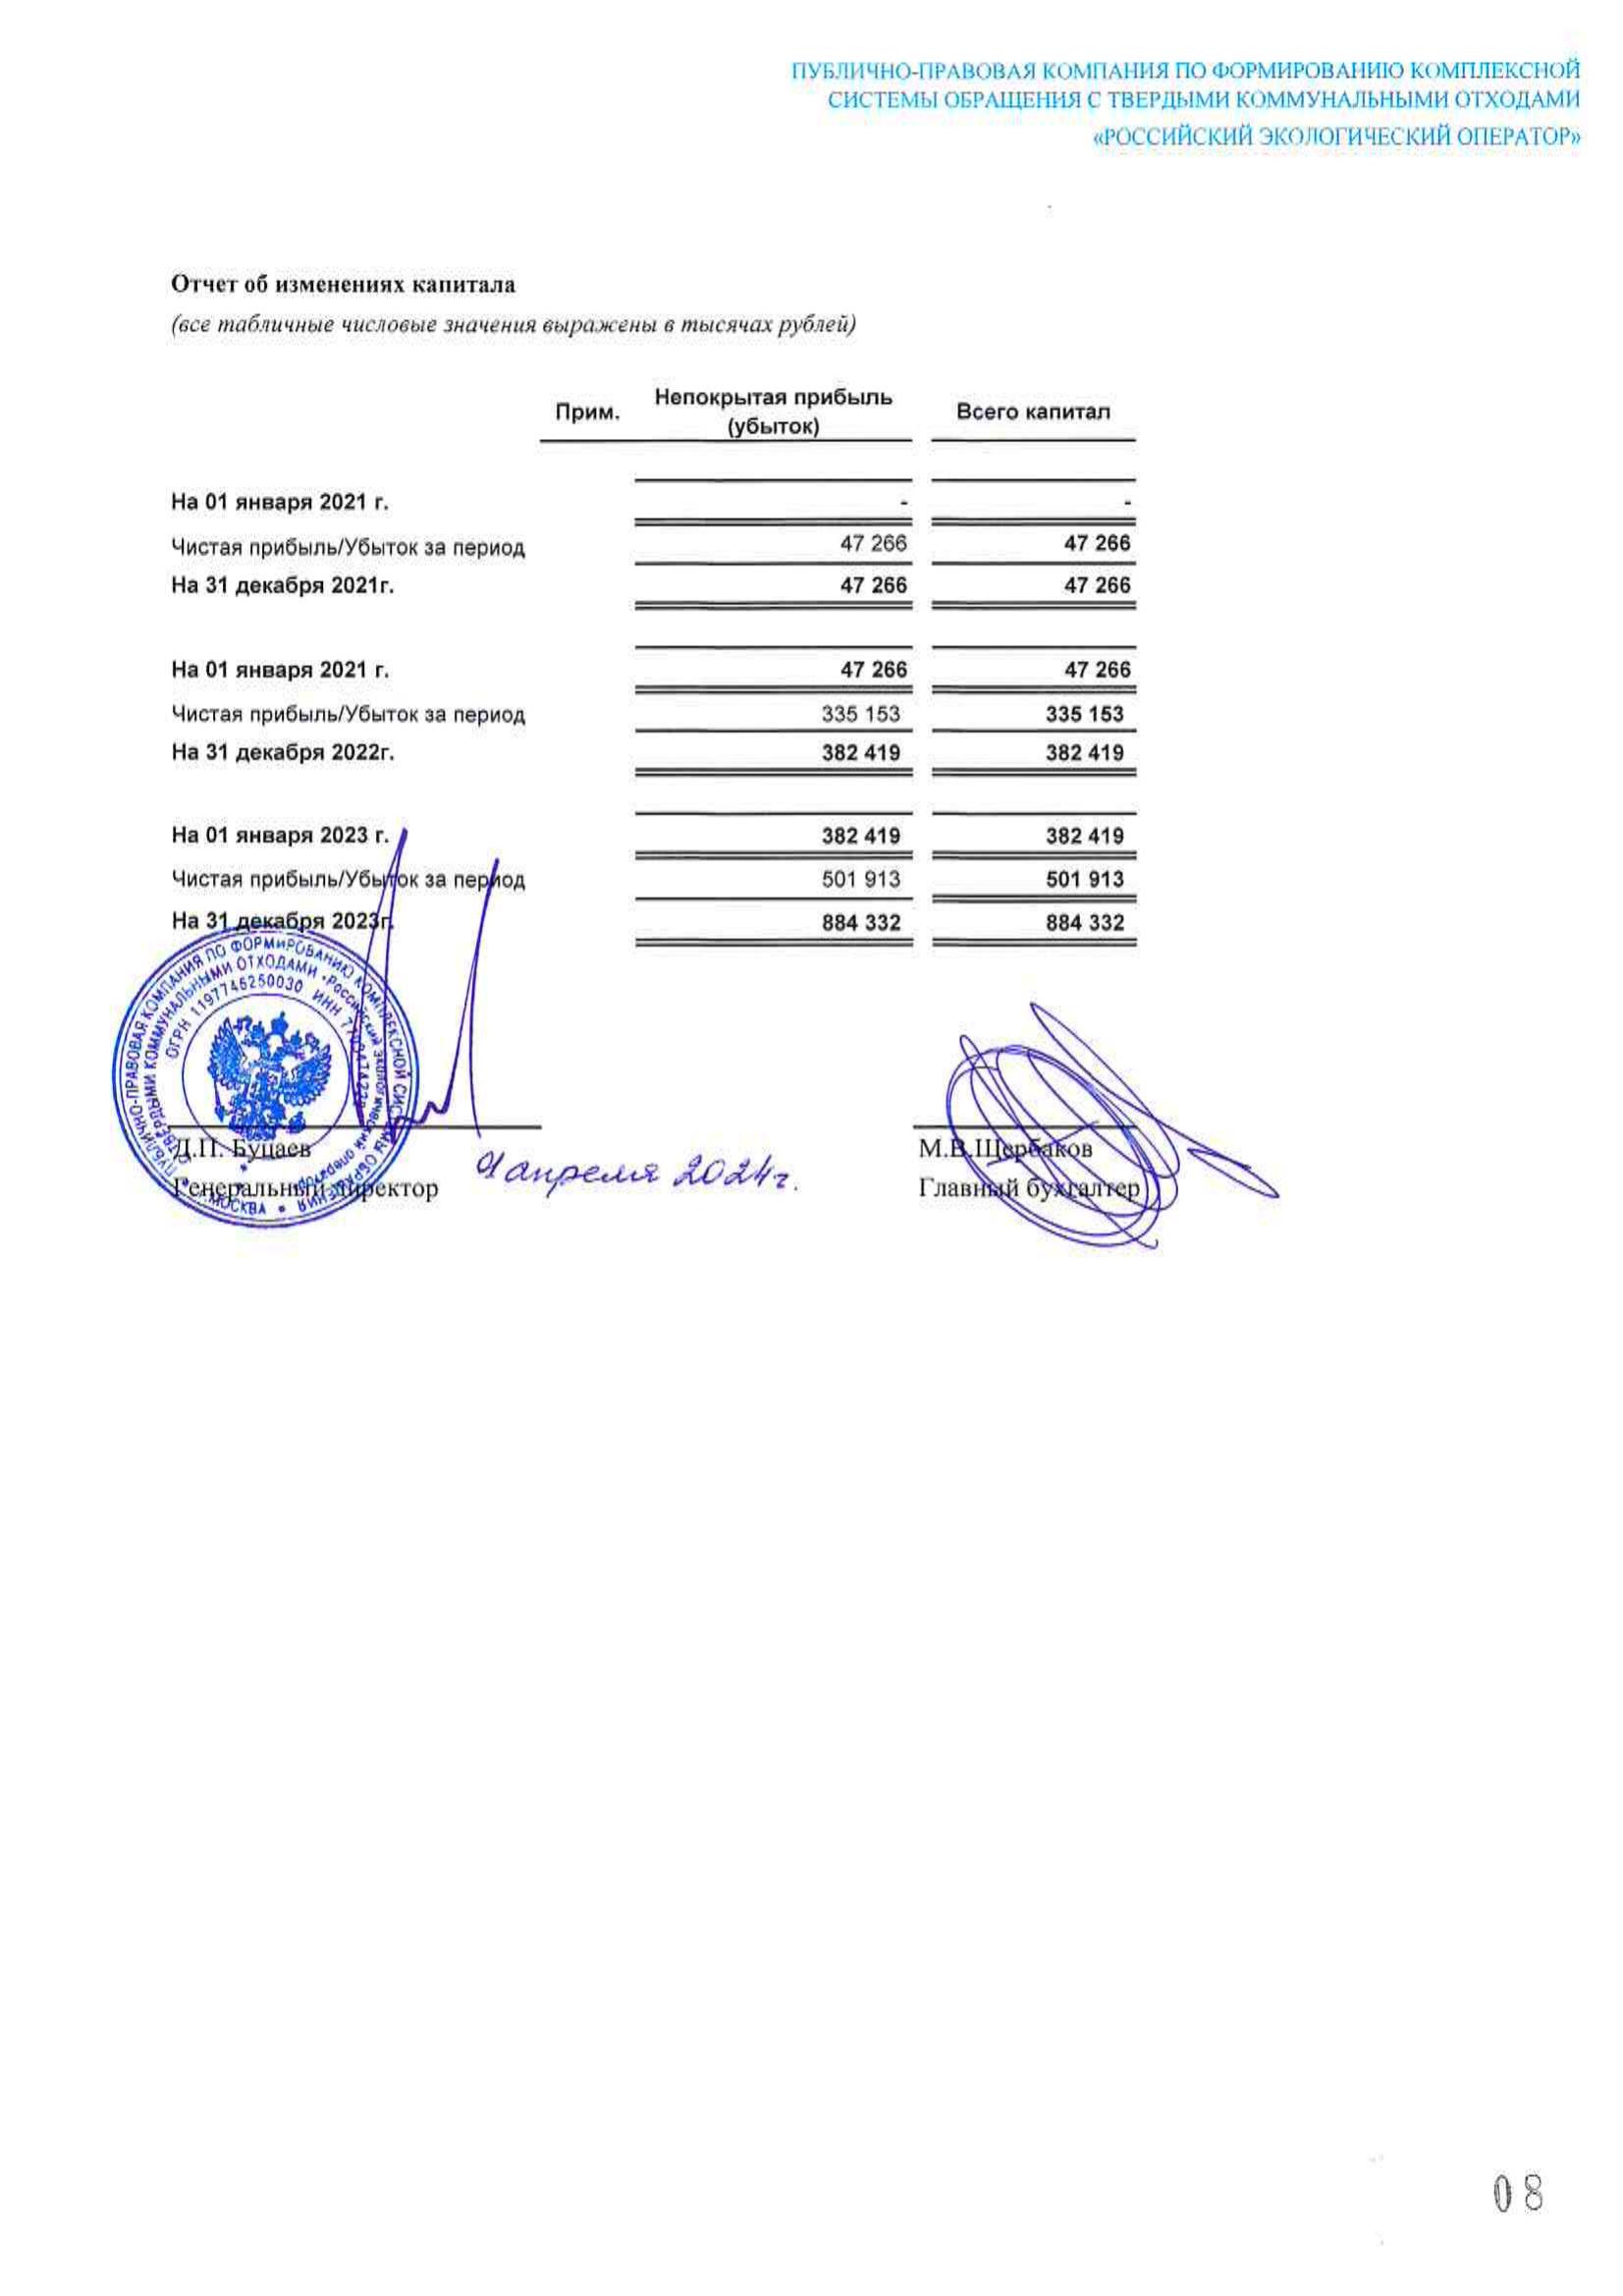 ПУБЛИЧНО-ПРАВОВАЯ КОМПАНИЯ ПО ФОРМИРОВАНИЮ КОМПЛЕКСНОЙ
СИСТЕМЫ ОБРАЩЕНИЯ С ТВЕРДЫМИ КОММУНАЛЬНЫМИ ОТХОДАМИ
«РОССИЙСКИЙ ЭКОЛОГИЧЕСКИЙ ОПЕРАТОР»
Отчет об изменениях капитала
(все табличные числовые значения выражены в тысячах рублей)
Прим. Непокрытая прибыль (убыток) Всего капитал
На 01 января 2021 г. - -
Чистая прибыль/Убыток за период 47 266 47 266
На 31 декабря 2021г. 47 266 47 266
На 01 января 2021 г. 47 266 47 266
Чистая прибыль/Убыток за период 335 153 335 153
На 31 декабря 2022г. 382 419 382 419
На 01 января 2023 г. 382 419 382 419
Чистая прибыль/Убыток за период 501 913 501 913
На 31 декабря 2023г. 884 332 884 332
ПУБЛИЧНО-ПРАВОВАЯ КОМПАНИЯ ПО ФОРМИРОВАНИЮ КОМПЛЕКСНОЙ СИСТЕМЫ ОБРАЩЕНИЯ
С ТВЕРДЫМИ КОММУНАЛЬНЫМИ ОТХОДАМИ «Российский экологический оператор»
ОГРН 1197746250030 ИНН
МОСКВА
Д.П. Буцаев
Генеральный директор
апреля 2024г.
М.В.Щербаков
Главный бухгалтер
08